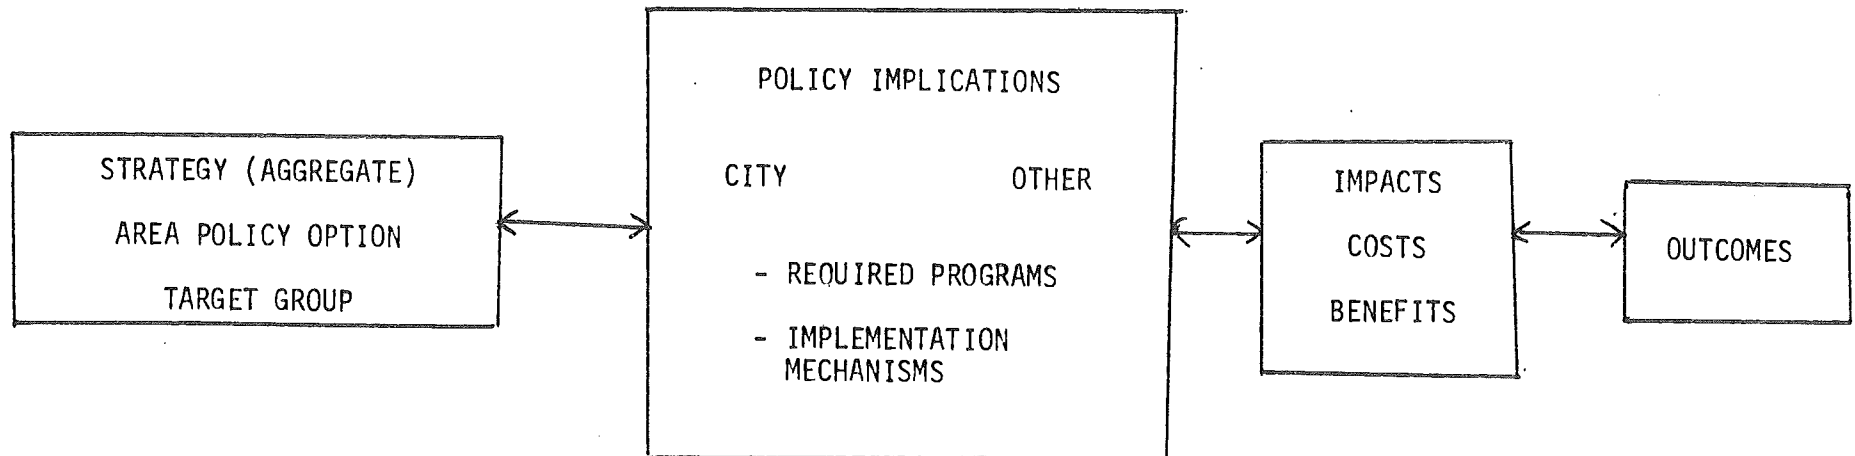 STRATEGY (AGGREGATE)
AREA POLICY OPTION
TARGET GROUP
POLICY IMPLICATIONS
CITY OTHER
- REQUIRED PROGRAMS
- IMPLEMENTATION
MECHANISMS
IMPACTS
COSTS
BENEFITS
OUTCOMES